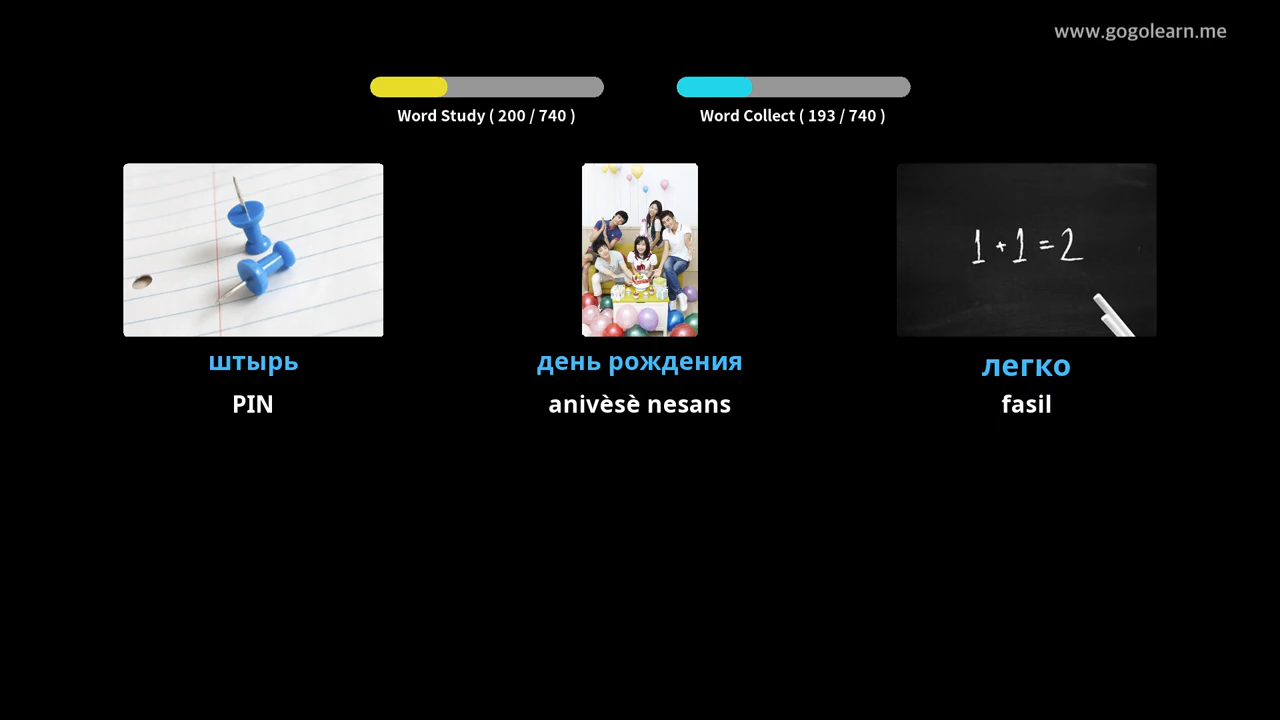 www.gogolearn.me
Word Study ( 200 / 740 )
Word Collect ( 193 / 740 )
1 + 1 = 2
штырь
день рождения
легко
PIN
anivèsè nesans
fasil